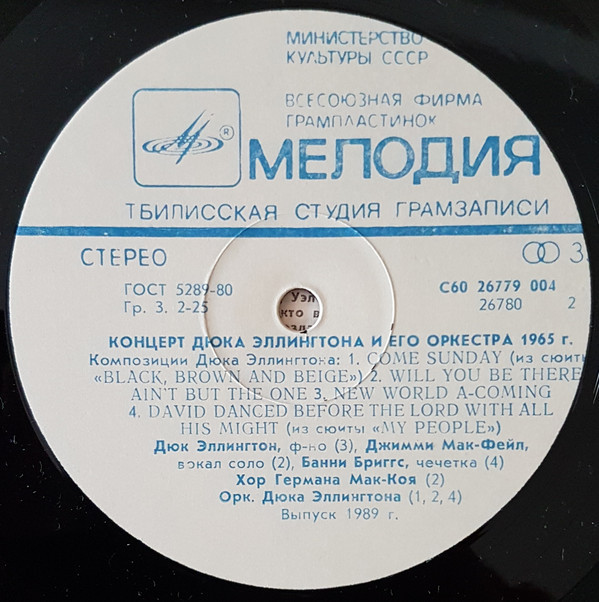 МИНИСТЕРСТВО
КУЛЬТУРЫ СССР
ВСЕСОЮЗНАЯ ФИРМА
ГРАМПЛАСТИНОК
®
МЕЛОДИЯ
ТБИЛИССКАЯ СТУДИЯ ГРАМЗАПИСИ
СТЕРЕО
3
ГОСТ 5289-80
С60 26779 004
Гр. 3. 2-25
26780 2
Уэл
кто в
КОНЦЕРТ ДЮКА ЭЛЛИНГТОНА И ЕГО ОРКЕСТРА 1965 г.
Композиции Дюка Эллингтона: 1. COME SUNDAY (из сюиты
«BLACK, BROWN AND BEIGE») 2. WILL YOU BE THERE
AIN'T BUT THE ONE 3. NEW WORLD A-COMING
4. DAVID DANCED BEFORE THE LORD WITH ALL
HIS MIGHT (из сюиты «MY PEOPLE»)
Дюк Эллингтон, ф-но (3), Джимми Мак-Фейл,
вокал соло (2), Банни Бриггс, чечетка (4)
Хор Германа Мак-Коя (2)
Орк. Дюка Эллингтона (1, 2, 4)
Выпуск 1989 г.